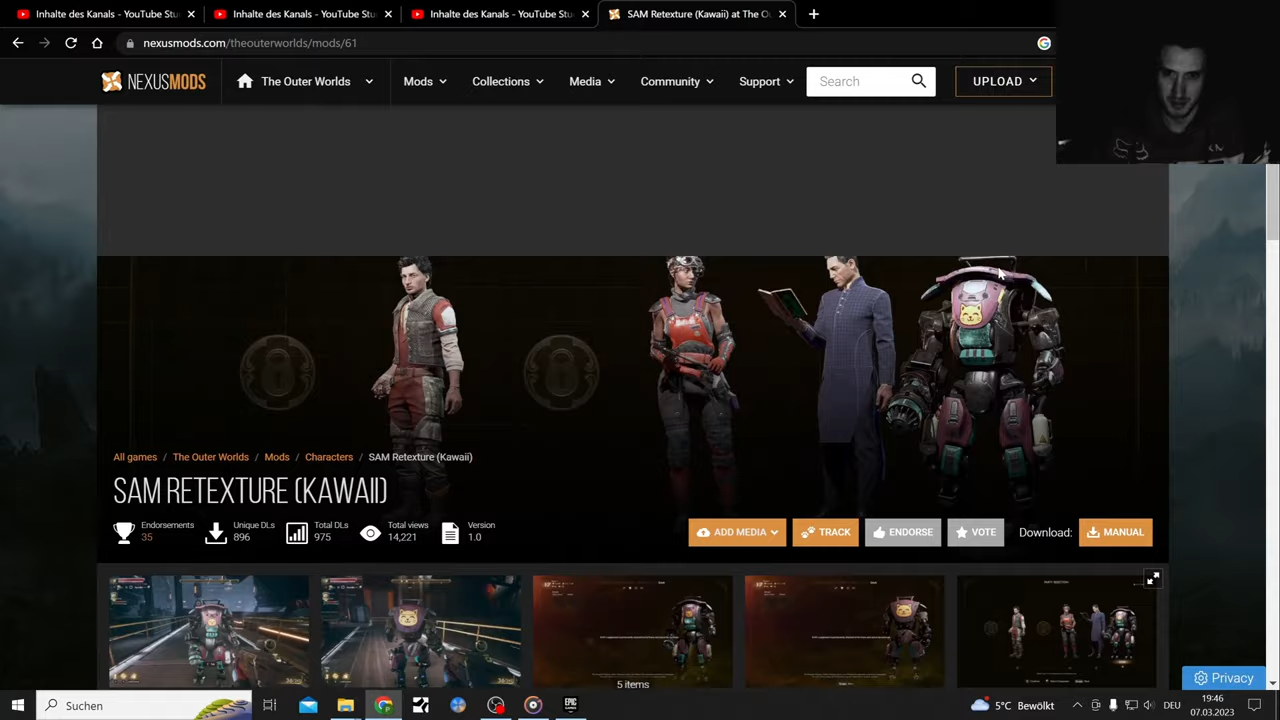 Inhalte des Kanals - YouTube Stu
Inhalte des Kanals - YouTube Stu
Inhalte des Kanals - YouTube Stu
SAM Retexture (Kawaii) at The O
nexusmods.com/theouterworlds/mods/61
NEXUSMODS
The Outer Worlds
Mods
Collections
Media
Community
Support
Search
UPLOAD
All games / The Outer Worlds / Mods / Characters / SAM Retexture (Kawaii)
SAM RETEXTURE (KAWAII)
Endorsements
35
Unique DLs
896
Total DLs
975
Total views
14,221
Version
1.0
ADD MEDIA
TRACK
ENDORSE
VOTE
Download:
MANUAL
5 items
Privacy
Suchen
5°C Bewölkt
DEU
19:46
07.03.2023